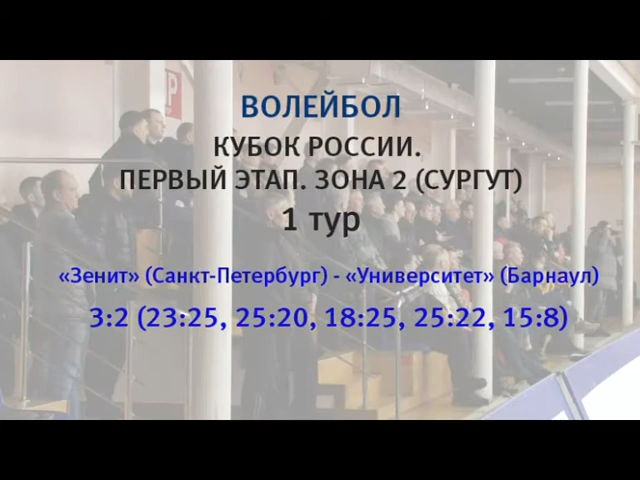 ВОЛЕЙБОЛ
КУБОК РОССИИ.
ПЕРВЫЙ ЭТАП. ЗОНА 2 (СУРГУТ)
1 тур
«Зенит» (Санкт-Петербург) - «Университет» (Барнаул)
3:2 (23:25, 25:20, 18:25, 25:22, 15:8)